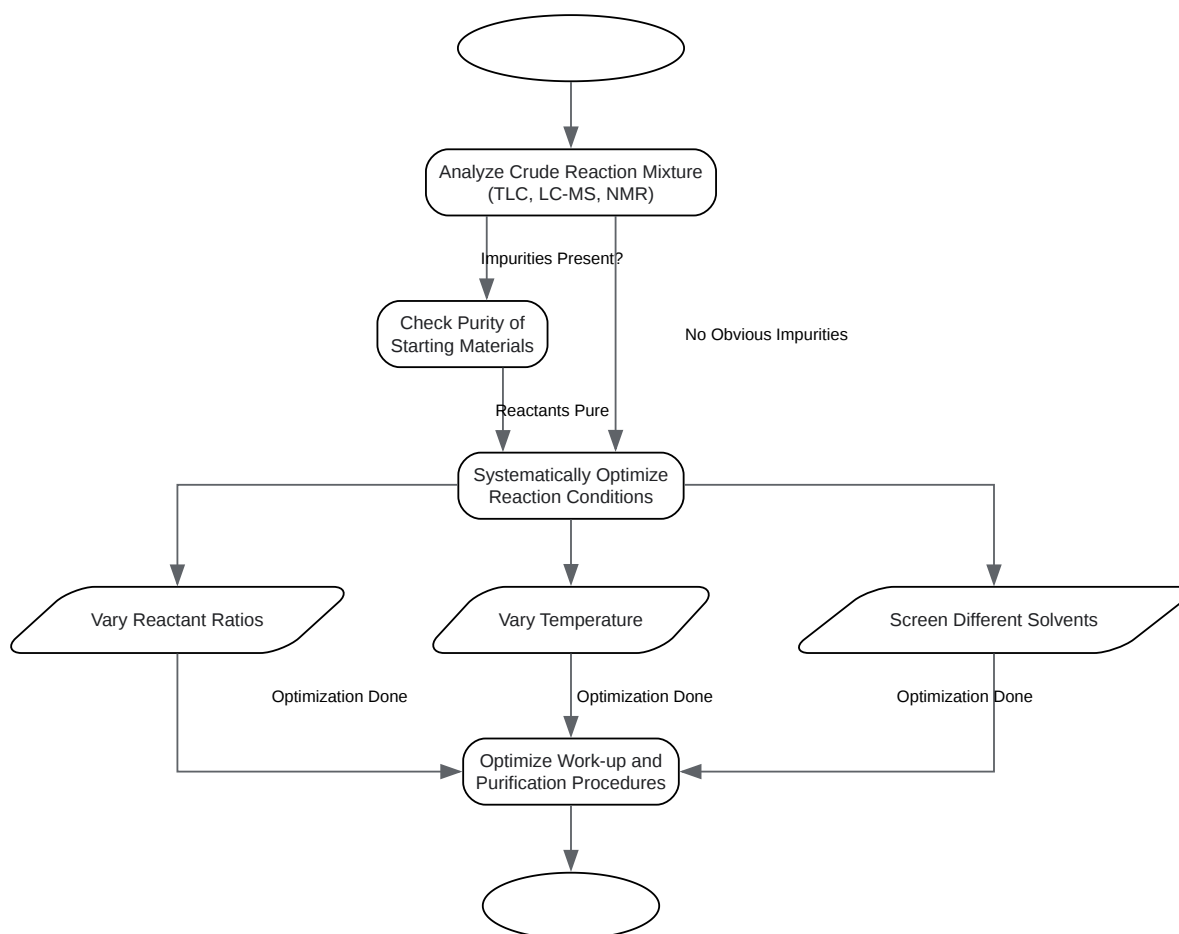 Analyze Crude Reaction Mixture
(TLC, LC-MS, NMR)
Impurities Present?
Check Purity of
Starting Materials
No Obvious Impurities
Reactants Pure
Systematically Optimize
Reaction Conditions
Vary Reactant Ratios
Vary Temperature
Screen Different Solvents
Optimization Done
Optimization Done
Optimization Done
Optimize Work-up and
Purification Procedures